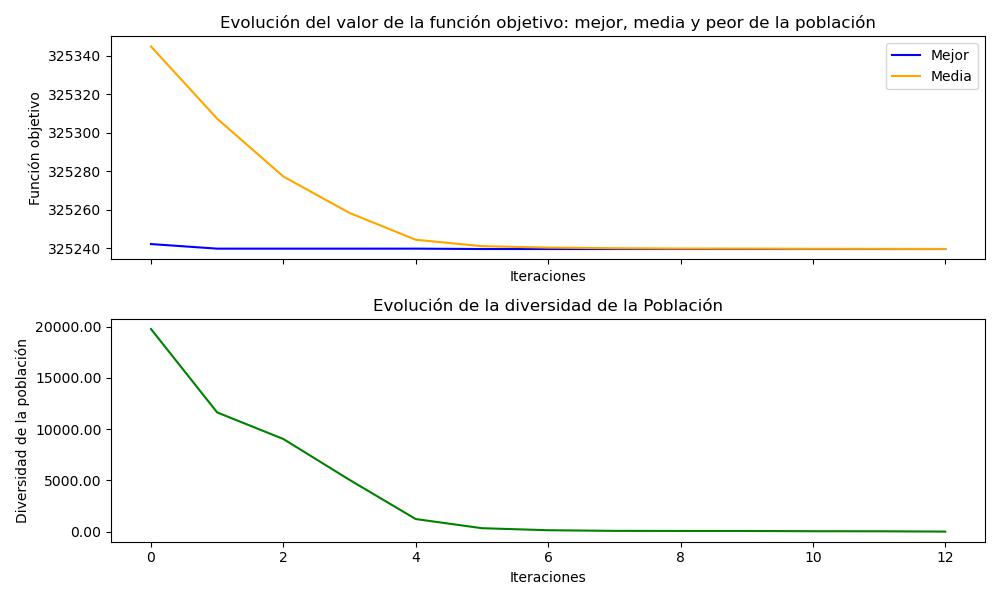 Evolución del valor de la función objetivo: mejor, media y peor de la población
Función objetivo
325340
325320
325300
325280
325260
325240
Mejor
Media
Iteraciones
Evolución de la diversidad de la Población
Diversidad de la población
20000.00
15000.00
10000.00
5000.00
0.00
0 2 4 6 8 10 12
Iteraciones